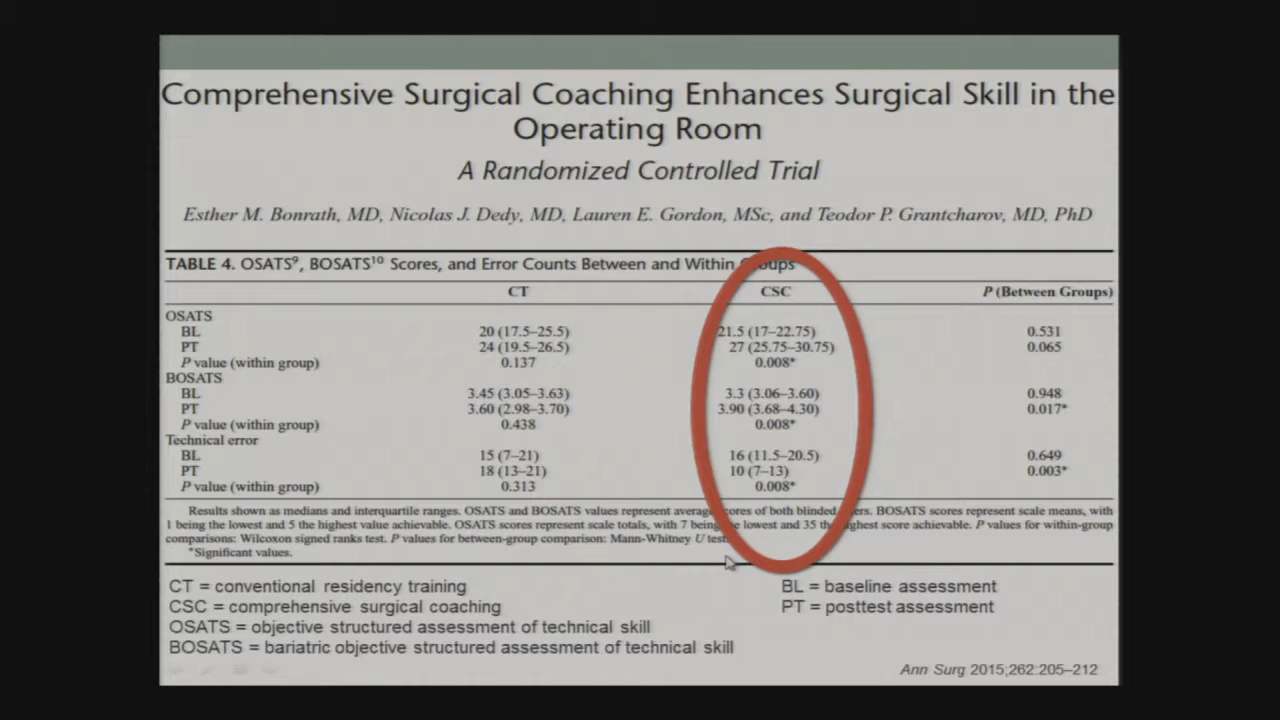 Comprehensive Surgical Coaching Enhances Surgical Skill in the
Operating Room
A Randomized Controlled Trial
Esther M. Bonrath, MD, Nicolas J. Dedy, MD, Lauren E. Gordon, MSc, and Teodor P. Grantcharov, MD, PhD
TABLE 4. OSATS9, BOSATS10 Scores, and Error Counts Between and Within Groups
CT CSC P (Between Groups)
OSATS
BL 20 (17.5–25.5) 21.5 (17–22.75) 0.531
PT 24 (19.5–26.5) 27 (25.75–30.75) 0.065
P value (within group) 0.137 0.008*
BOSATS
BL 3.45 (3.05–3.63) 3.3 (3.06–3.60) 0.948
PT 3.60 (2.98–3.70) 3.90 (3.68–4.30) 0.017*
P value (within group) 0.438 0.008*
Technical error
BL 15 (7–21) 16 (11.5–20.5) 0.649
PT 18 (13–21) 10 (7–13) 0.003*
P value (within group) 0.313 0.008*
Results shown as medians and interquartile ranges. OSATS and BOSATS values represent average scores of both blinded . BOSATS scores represent scale means, with
1 being the lowest and 5 the highest value achievable. OSATS scores represent scale totals, with 7 being the lowest and 35 the highest score achievable. P values for within-group
comparisons: Wilcoxon signed ranks test. P values for between-group comparison: Mann-Whitney U test.
*Significant values.
CT = conventional residency training
CSC = comprehensive surgical coaching
OSATS = objective structured assessment of technical skill
BOSATS = bariatric objective structured assessment of technical skill
BL = baseline assessment
PT = posttest assessment
Ann Surg 2015;262:205–212